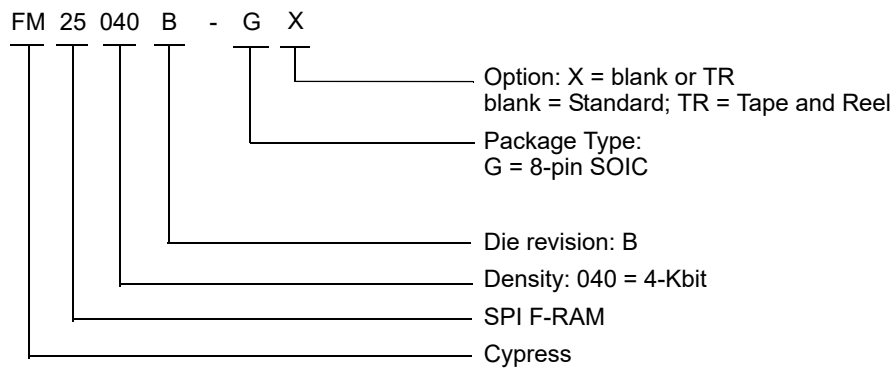 FM 25 040 B - G X
Option: X = blank or TR
blank = Standard; TR = Tape and Reel
Package Type:
G = 8-pin SOIC
Die revision: B
Density: 040 = 4-Kbit
SPI F-RAM
Cypress